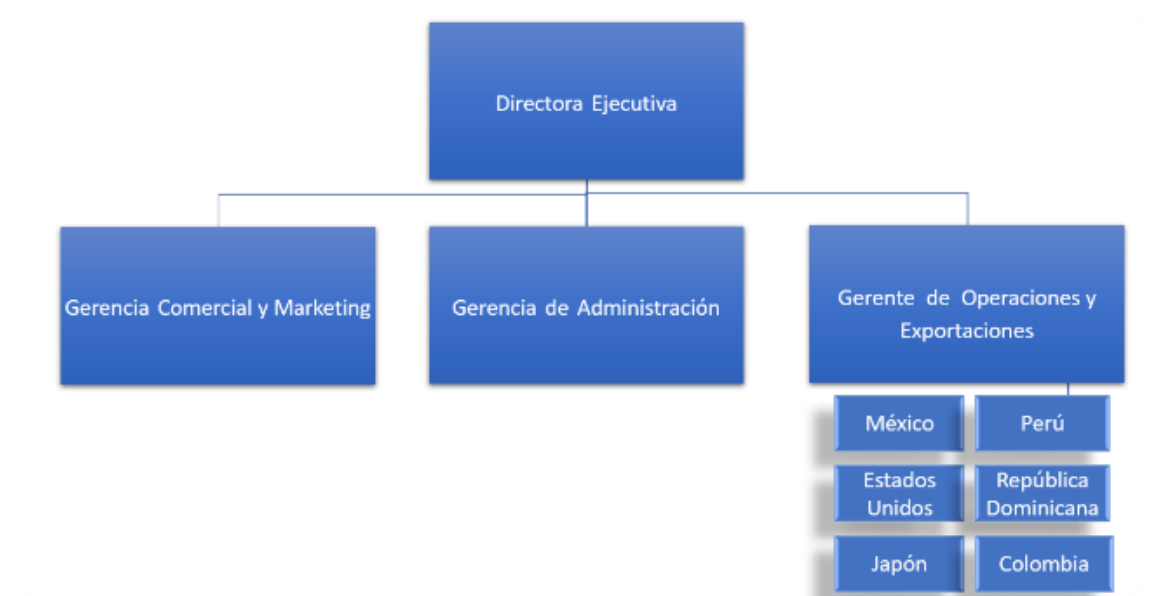 Directora Ejecutiva
Gerencia Comercial y Marketing
Gerencia de Administración
Gerente de Operaciones y
Exportaciones
México
Perú
Estados
Unidos
República
Dominicana
Japón
Colombia